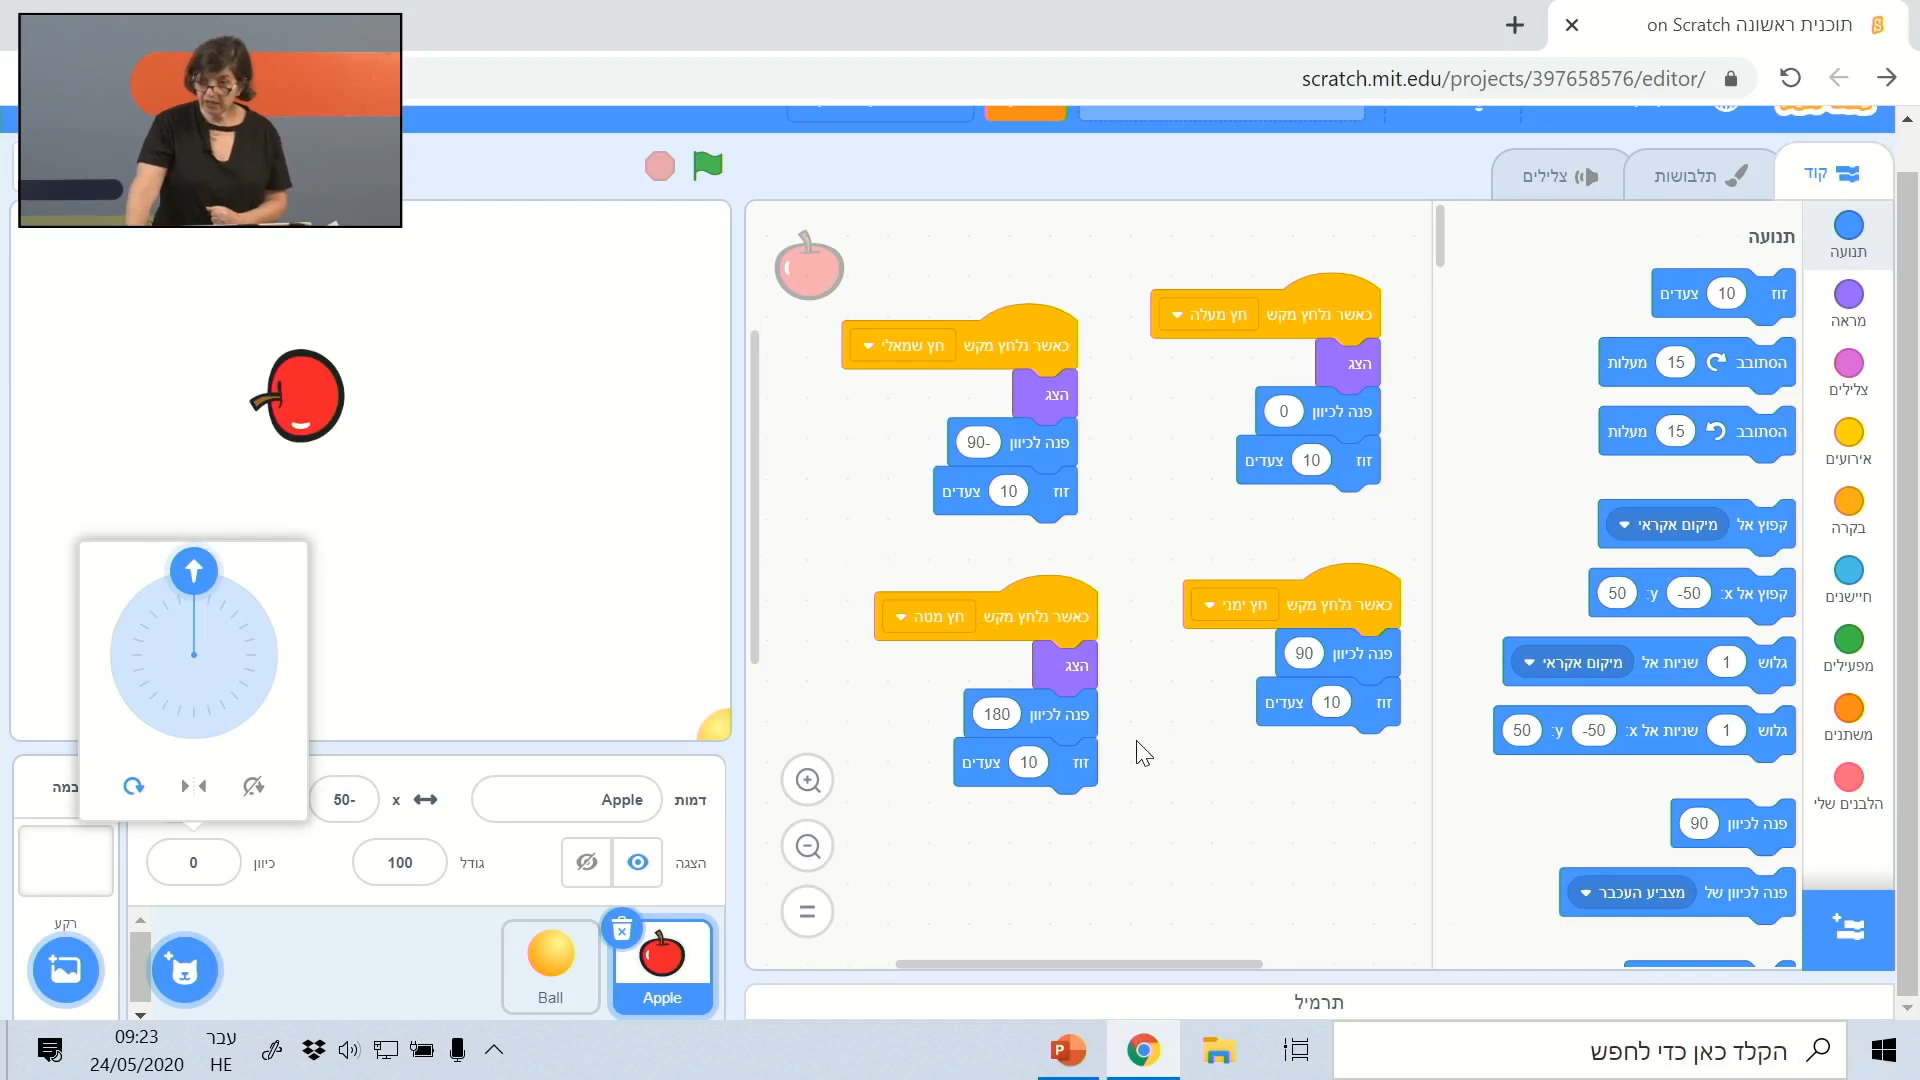 תוכנית ראשונה on Scratch
scratch.mit.edu/projects/397658576/editor/
קוד
תלבושות
צלילים
תנועה
מראה
צלילים
אירועים
בקרה
חיישנים
מפעילים
משתנים
הלבנים שלי
תנועה
זוז 10 צעדים
הסתובב 15 מעלות
הסתובב 15 מעלות
קפוץ אל מיקום אקראי
קפוץ אל x: -50 y: 50
גלוש 1 שניות אל מיקום אקראי
גלוש 1 שניות אל x: -50 y: 50
פנה לכיוון 90
פנה לכיוון של מצביע העכבר
כאשר נלחץ מקש חץ מעלה
הצג
פנה לכיוון 0
זוז 10 צעדים
כאשר נלחץ מקש חץ שמאלי
הצג
פנה לכיוון -90
זוז 10 צעדים
כאשר נלחץ מקש חץ ימני
פנה לכיוון 90
זוז 10 צעדים
כאשר נלחץ מקש חץ מטה
הצג
פנה לכיוון 180
זוז 10 צעדים
תרמיל
דמות Apple
x -50
הצגה
גודל 100
כיוון 0
במה
רקע
Apple
Ball
הקלד כאן כדי לחפש
עבר
HE
09:23
24/05/2020